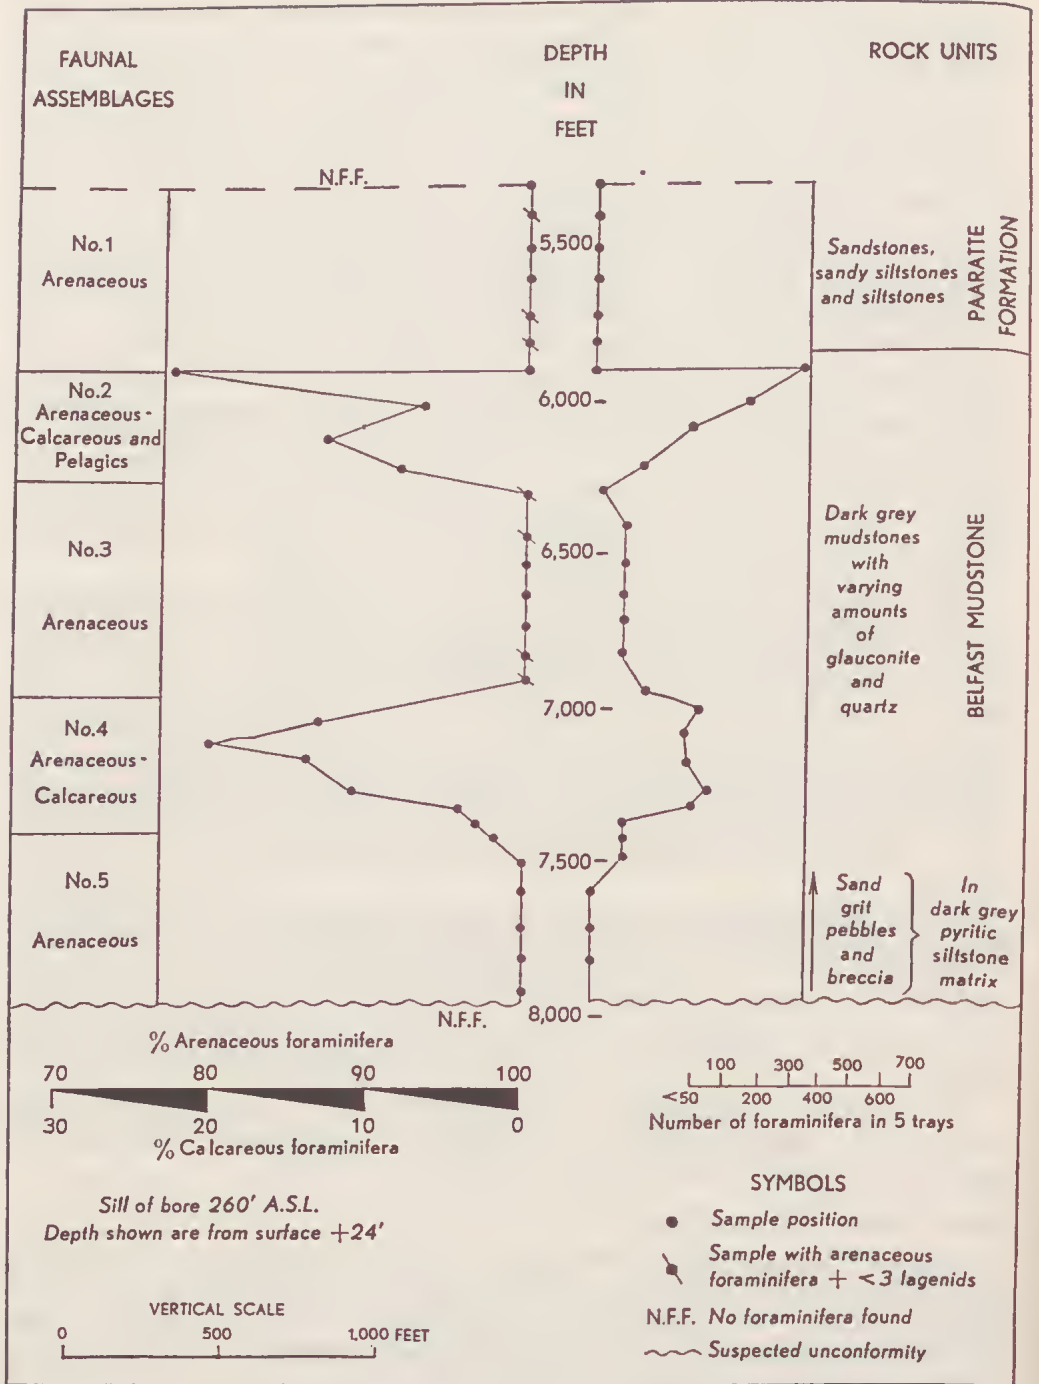 FAUNAL
ASSEMBLAGES
DEPTH
IN
FEET
ROCK UNITS
N.F.F.
No.1
Arenaceous
No.2
Arenaceous-
Calcareous and
Pelagics
No.3
Arenaceous
No.4
Arenaceous-
Calcareous
No.5
Arenaceous
5,500
6,000
6,500
7,000
7,500
8,000
Sandstones,
sandy siltstones
and siltstones
PAARATTE
FORMATION
Dark grey
mudstones
with
varying
amounts
of
glauconite
and
quartz
BELFAST MUDSTONE
Sand
grit
pebbles
and
breccia
In
dark grey
pyritic
siltstone
matrix
N.F.F.
% Arenaceous foraminifera
70 80 90 100
30 20 10 0
% Calcareous foraminifera
100 300 500 700
<50 200 400 600
Number of foraminifera in 5 trays
Sill of bore 260' A.S.L.
Depth shown are from surface +24'
VERTICAL SCALE
0 500 1,000 FEET
SYMBOLS
Sample position
Sample with arenaceous
foraminifera + <3 lagenids
N.F.F. No foraminifera found
Suspected unconformity